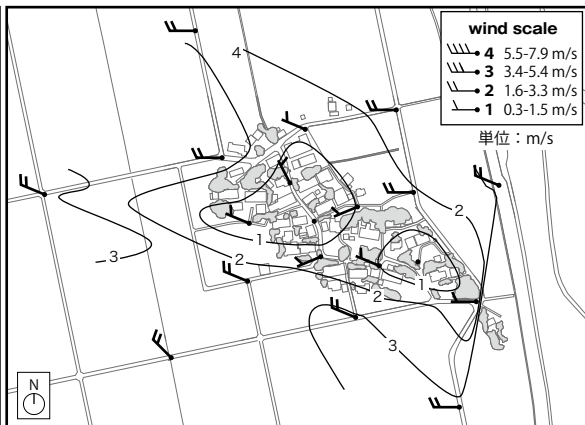 wind scale
4 5.5-7.9 m/s
3 3.4-5.4 m/s
2 1.6-3.3 m/s
1 0.3-1.5 m/s
単位：m/s
4
2
1
3
2
2
1
3
N